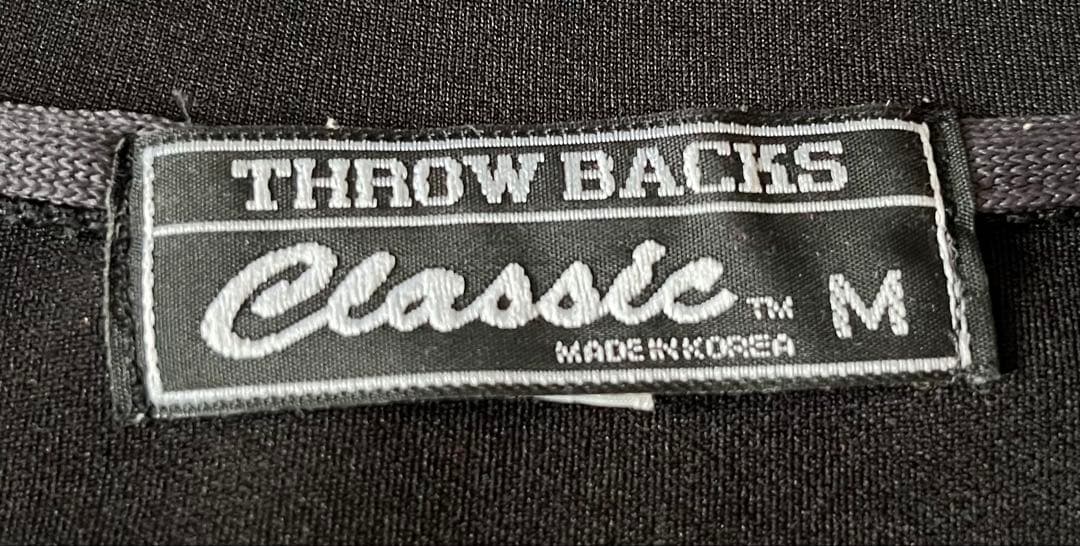 THROW BACKS
Classic™ M
MADE IN KOREA